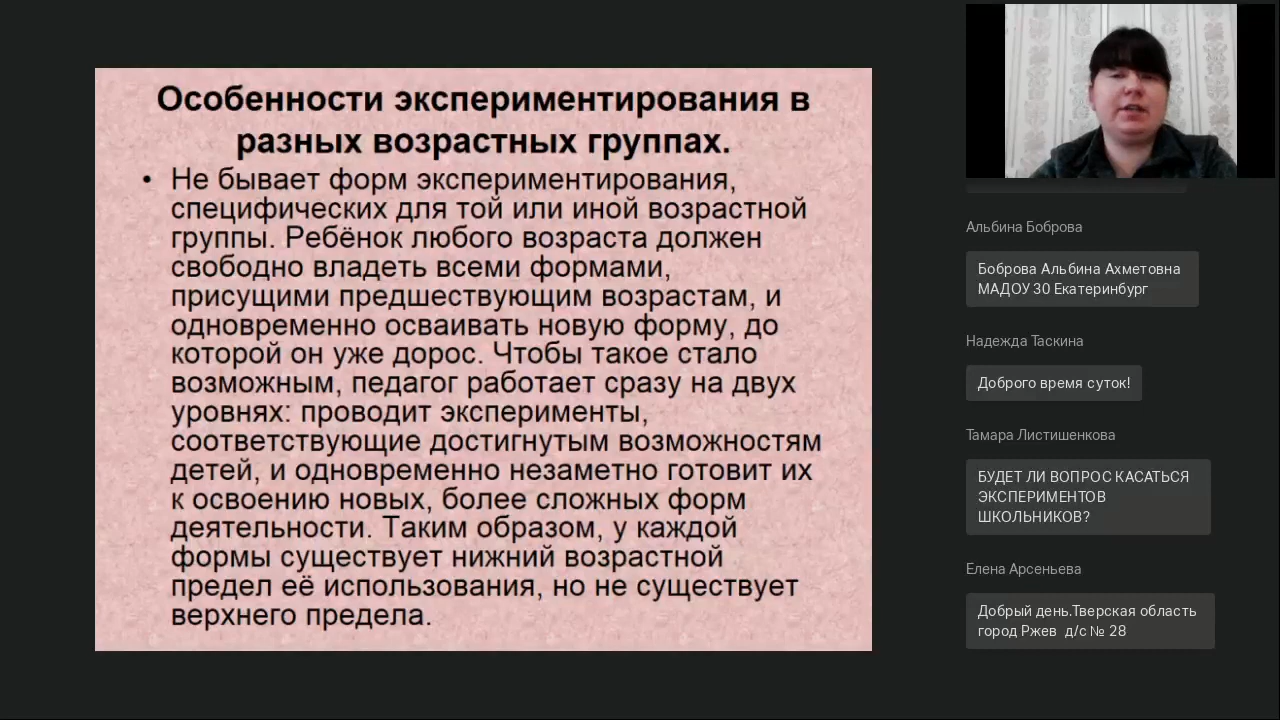 Особенности экспериментирования в
разных возрастных группах.
• Не бывает форм экспериментирования,
специфических для той или иной возрастной
группы. Ребёнок любого возраста должен
свободно владеть всеми формами,
присущими предшествующим возрастам, и
одновременно осваивать новую форму, до
которой он уже дорос. Чтобы такое стало
возможным, педагог работает сразу на двух
уровнях: проводит эксперименты,
соответствующие достигнутым возможностям
детей, и одновременно незаметно готовит их
к освоению новых, более сложных форм
деятельности. Таким образом, у каждой
формы существует нижний возрастной
предел её использования, но не существует
верхнего предела.
Альбина Боброва
Боброва Альбина Ахметовна
МАДОУ 30 Екатеринбург
Надежда Таскина
Доброго время суток!
Тамара Листишенкова
БУДЕТ ЛИ ВОПРОС КАСАТЬСЯ
ЭКСПЕРИМЕНТОВ
ШКОЛЬНИКОВ?
Елена Арсеньева
Добрый день.Тверская область
город Ржев д/с № 28